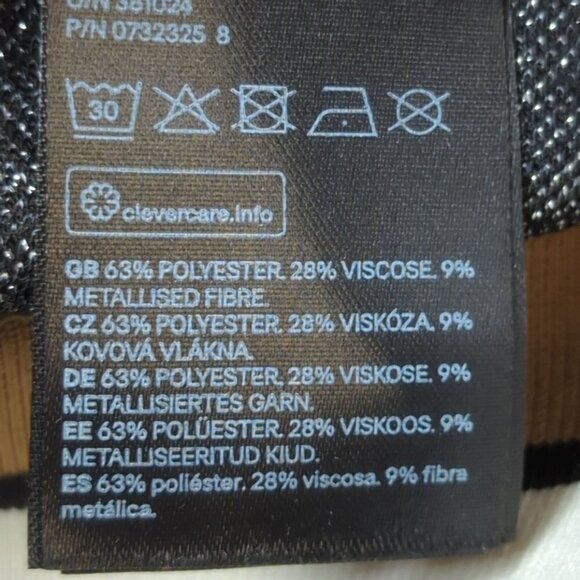 O/N 381024
P/N 0732325 8
30
clevercare.info
GB 63% POLYESTER. 28% VISCOSE. 9%
METALLISED FIBRE.
CZ 63% POLYESTER. 28% VISKÓZA. 9%
KOVOVÁ VLÁKNA.
DE 63% POLYESTER. 28% VISKOSE. 9%
METALLISIERTES GARN.
EE 63% POLÜESTER. 28% VISKOOS. 9%
METALLISEERITUD KIUD.
ES 63% poliéster. 28% viscosa. 9% fibra
metálica.